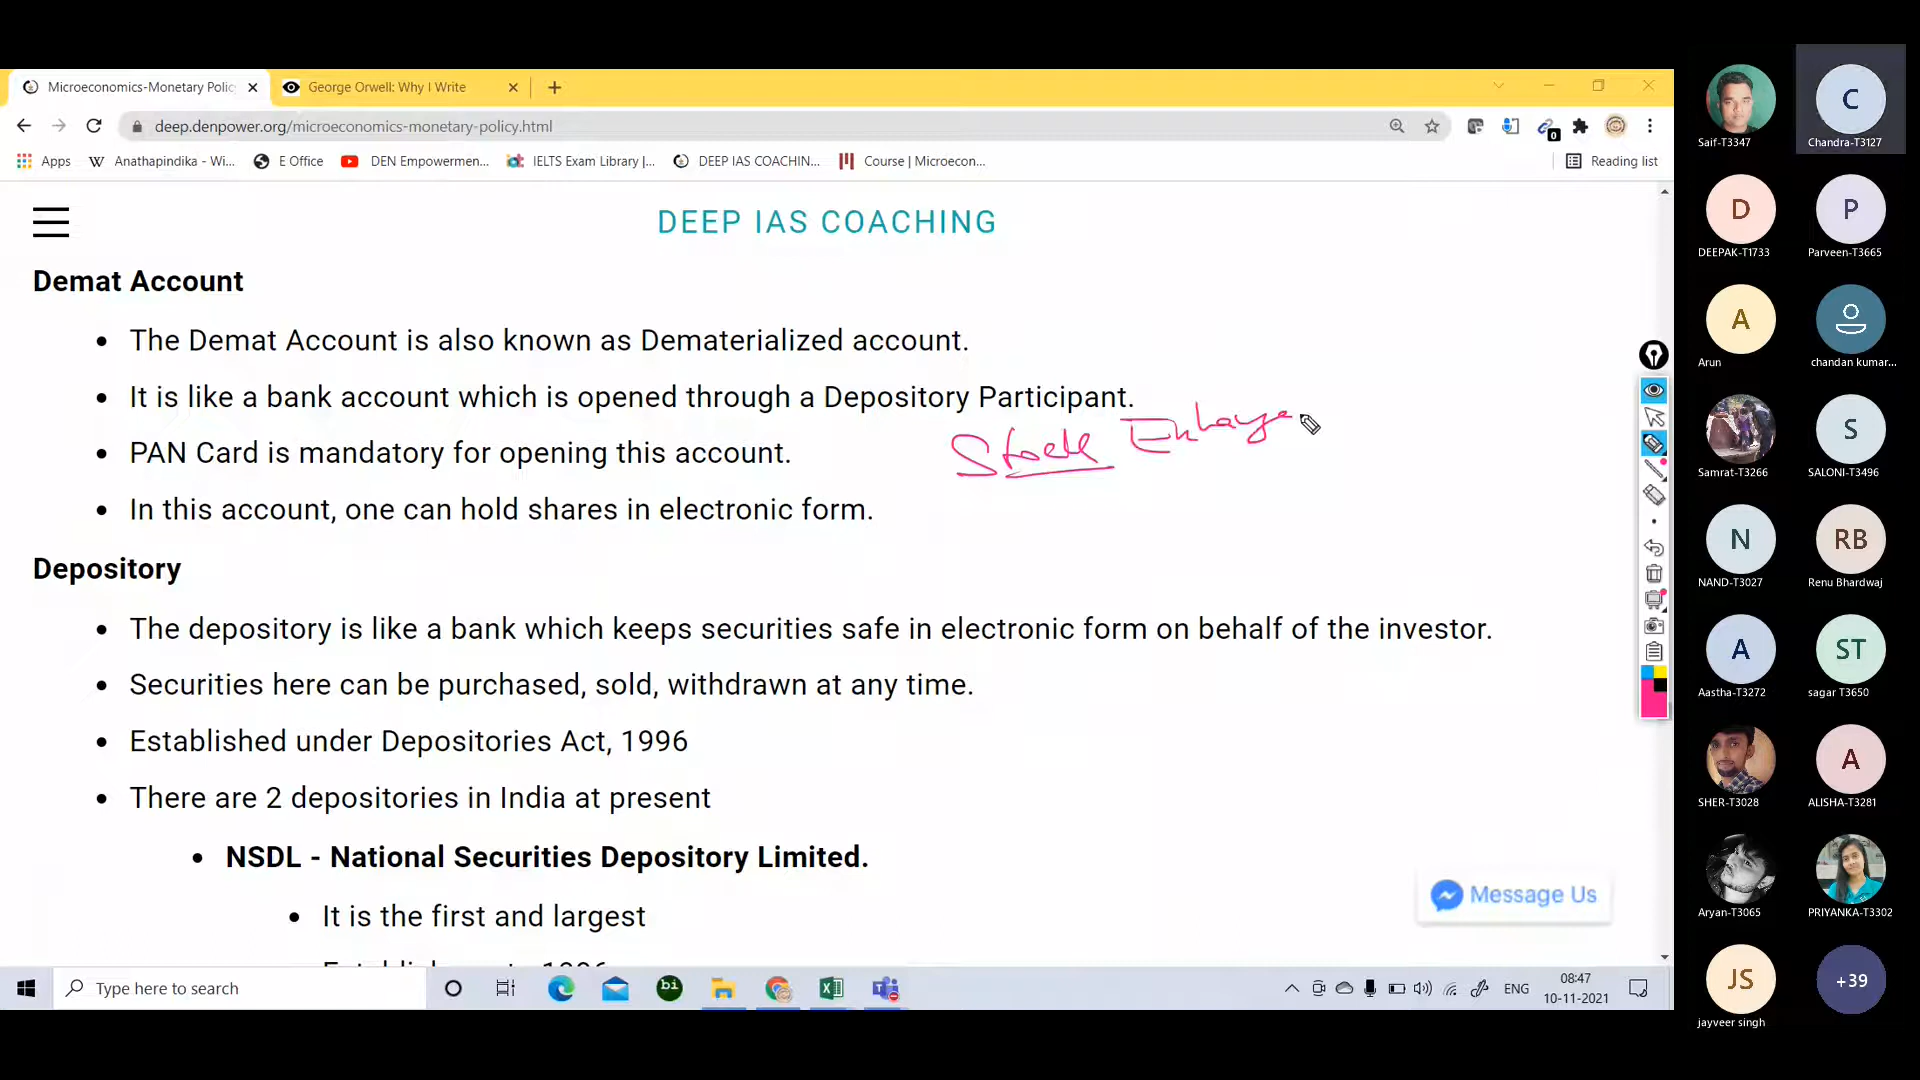 Microeconomics-Monetary Polic
George Orwell: Why I Write
deep.denpower.org/microeconomics-monetary-policy.html
Apps
Anathapindika - Wi...
E Office
DEN Empowermen...
IELTS Exam Library |...
DEEP IAS COACHIN...
Course | Microecon...
Reading list
DEEP IAS COACHING
Demat Account
• The Demat Account is also known as Dematerialized account.
• It is like a bank account which is opened through a Depository Participant.
Stock
• PAN Card is mandatory for opening this account.
• In this account, one can hold shares in electronic form.
Depository
• The depository is like a bank which keeps securities safe in electronic form on behalf of the investor.
• Securities here can be purchased, sold, withdrawn at any time.
• Established under Depositories Act, 1996
• There are 2 depositories in India at present
• NSDL - National Securities Depository Limited.
• It is the first and largest
Message Us
Type here to search
bi
ENG
08:47
10-11-2021
Saif-T3347
C
Chandra-T3127
D
DEEPAK-T1733
P
Parveen-T3665
A
Arun
chandan kumar...
Samrat-T3266
S
SALONI-T3496
N
NAND-T3027
RB
Renu Bhardwaj
A
Aastha-T3272
ST
sagar T3650
SHER-T3028
A
ALISHA-T3281
Aryan-T3065
PRIYANKA-T3302
JS
jayveer singh
+39